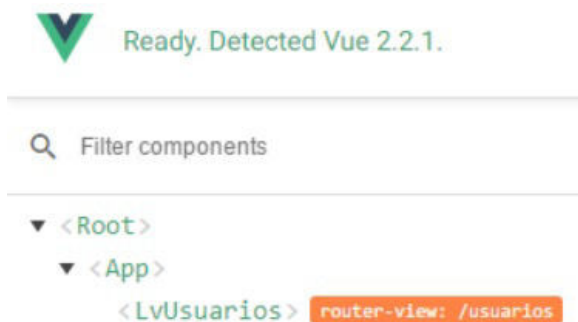 Ready. Detected Vue 2.2.1.
Filter components
▼ <Root>
▼ <App>
<LvUsuarios> router-view: /usuarios